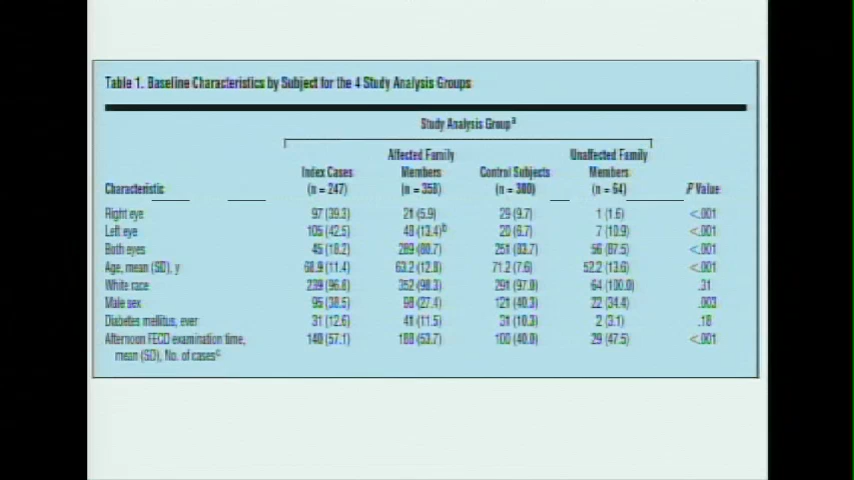 Table 1. Baseline Characteristics by Subject for the 4 Study Analysis Groups
Study Analysis Groupᵃ
Characteristic Index Cases (n = 247) Affected Family Members (n = 358) Control Subjects (n = 300) Unaffected Family Members (n = 64) P Value
Right eye 97 (39.3) 21 (5.9) 29 (9.7) 1 (1.6) <.001
Left eye 105 (42.5) 48 (13.4)ᵇ 20 (6.7) 7 (10.9) <.001
Both eyes 45 (18.2) 289 (80.7) 251 (83.7) 56 (87.5) <.001
Age, mean (SD), y 68.9 (11.4) 63.2 (12.8) 71.2 (7.6) 52.2 (13.6) <.001
White race 239 (96.8) 352 (98.3) 291 (97.0) 64 (100.0) .31
Male sex 95 (38.5) 98 (27.4) 121 (40.3) 22 (34.4) .003
Diabetes mellitus, ever 31 (12.6) 41 (11.5) 31 (10.3) 2 (3.1) .18
Afternoon FECD examination time, 140 (57.1) (53.7) 100 (40.0) 29 (47.5) <.001
mean (SD), No. of casesᶜ